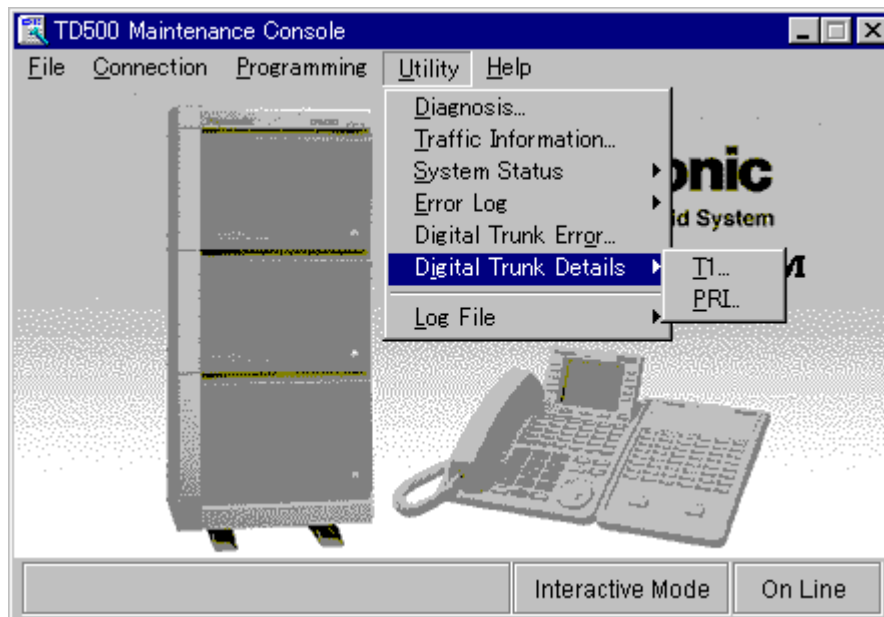 TD500 Maintenance Console
File Connection Programming Utility Help
Diagnosis...
Traffic Information...
System Status
Error Log
Digital Trunk Error...
Digital Trunk Details
Log File
T1...
PRI...
onic
id System
M
Interactive Mode
On Line